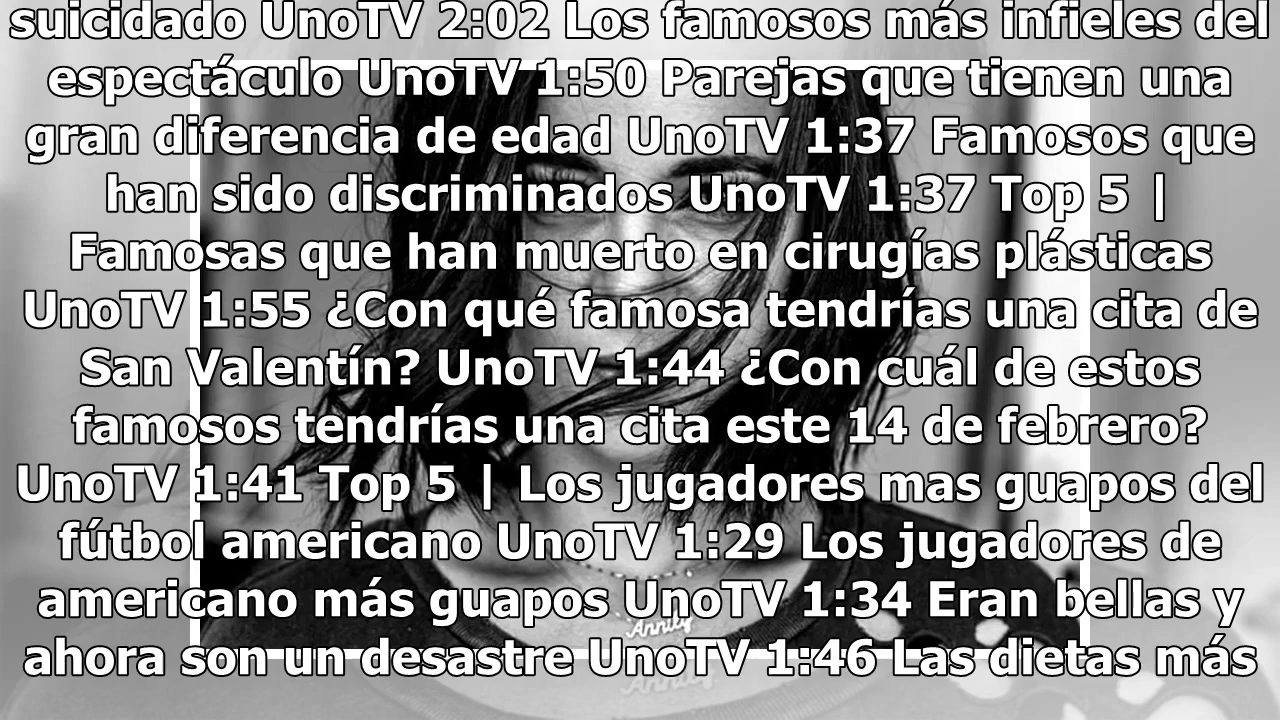 suicidado UnoTV 2:02 Los famosos más infieles del
espectáculo UnoTV 1:50 Parejas que tienen una
gran diferencia de edad UnoTV 1:37 Famosos que
han sido discriminados UnoTV 1:37 Top 5 |
Famosas que han muerto en cirugías plásticas
UnoTV 1:55 ¿Con qué famosa tendrías una cita de
San Valentín? UnoTV 1:44 ¿Con cuál de estos
famosos tendrías una cita este 14 de febrero?
UnoTV 1:41 Top 5 | Los jugadores mas guapos del
fútbol americano UnoTV 1:29 Los jugadores de
americano más guapos UnoTV 1:34 Eran bellas y
Annily
ahora son un desastre UnoTV 1:46 Las dietas más
Annily